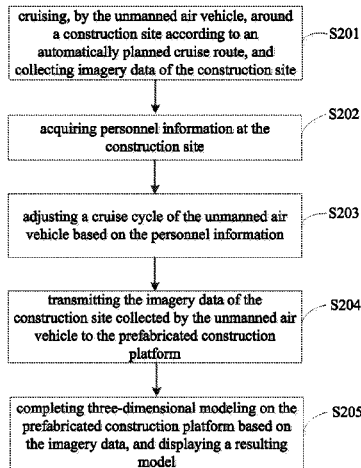 cruising, by the unmanned air vehicle, around
a construction site according to an
automatically planned cruise route, and
collecting imagery data of the construction site
S201
acquiring personnel information at the
construction site
S202
adjusting a cruise cycle of the unmanned air
vehicle based on the personnel information
S203
transmitting the imagery data of the
construction site collected by the unmanned air
vehicle to the prefabricated construction
platform
S204
completing three-dimensional modeling on the
prefabricated construction platform based on
the imagery data, and displaying a resulting
model
S205